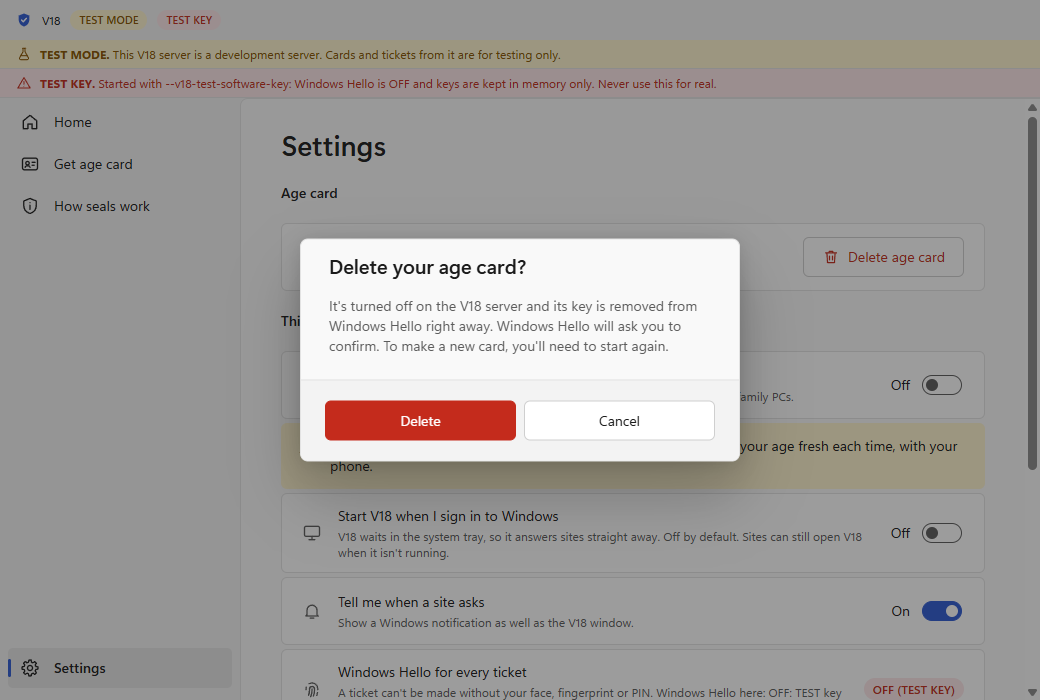 V18 TEST MODE TEST KEY
TEST MODE. This V18 server is a development server. Cards and tickets from it are for testing only.
TEST KEY. Started with --v18-test-software-key: Windows Hello is OFF and keys are kept in memory only. Never use this for real.
Home
Get age card
How seals work
Settings
Settings
Age card
Delete age card
Thi
Off
amily PC's.
your age fresh each time, with your
phone.
Delete your age card?
It's turned off on the V18 server and its key is removed from
Windows Hello right away. Windows Hello will ask you to
confirm. To make a new card, you'll need to start again.
Delete
Cancel
Start V18 when I sign in to Windows
V18 waits in the system tray, so it answers sites straight away. Off by default. Sites can still open V18
when it isn't running.
Off
Tell me when a site asks
Show a Windows notification as well as the V18 window.
On
Windows Hello for every ticket
A ticket can't be made without your face, fingerprint or PIN. Windows Hello here: OFF: TEST key
OFF (TEST KEY)